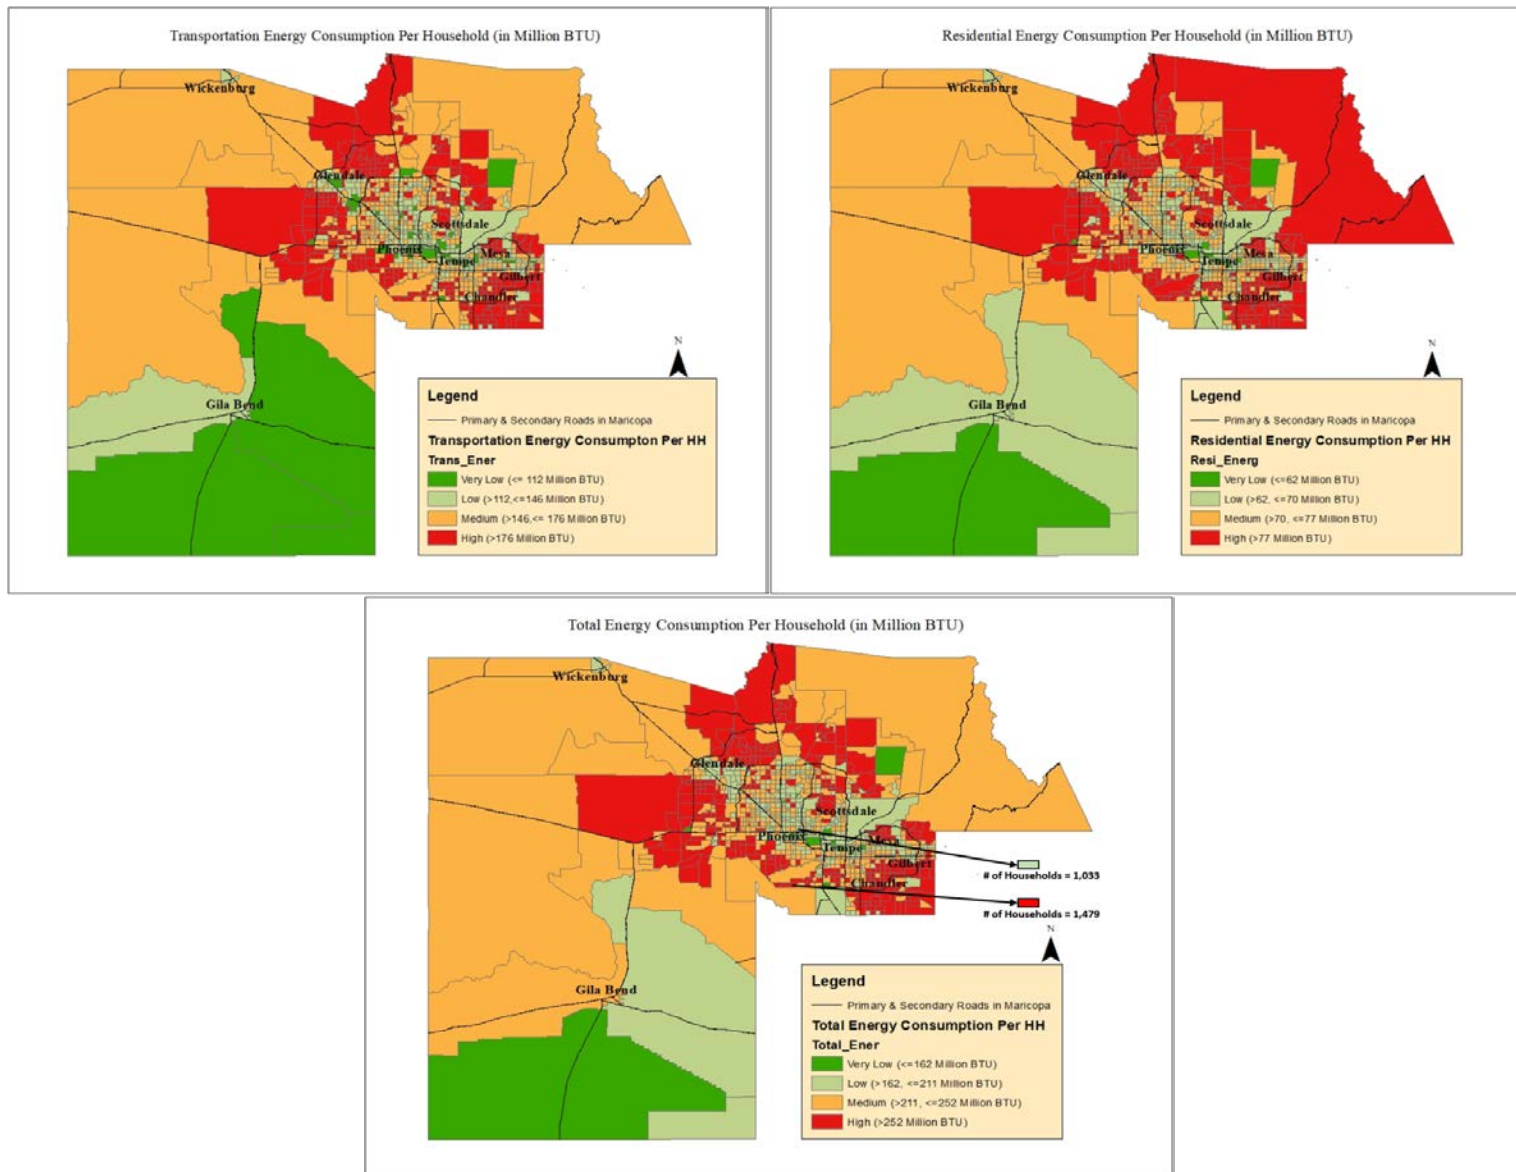 Transportation Energy Consumption Per Household (in Million BTU)
Wickenburg
Glendale
Scottsdale
Phoenix
Mesa
Tempe
Gilbert
Chandler
Gila Bend
N
Legend
Primary & Secondary Roads in Maricopa
Transportation Energy Consumpton Per HH
Trans_Ener
Very Low (<= 112 Million BTU)
Low (>112,<=146 Million BTU)
Medium (>146,<= 176 Million BTU)
High (>176 Million BTU)
Residential Energy Consumption Per Household (in Million BTU)
Wickenburg
Glendale
Scottsdale
Phoenix
Mesa
Tempe
Gilbert
Chandler
Gila Bend
N
Legend
Primary & Secondary Roads in Maricopa
Residential Energy Consumption Per HH
Resi_Energ
Very Low (<=62 Million BTU)
Low (>62, <=70 Million BTU)
Medium (>70, <=77 Million BTU)
High (>77 Million BTU)
Total Energy Consumption Per Household (in Million BTU)
Wickenburg
Glendale
Scottsdale
Phoenix
Mesa
Tempe
Gilbert
# of Households = 1,033
Chandler
# of Households = 1,479
Gila Bend
N
Legend
Primary & Secondary Roads in Maricopa
Total Energy Consumption Per HH
Total_Ener
Very Low (<=162 Million BTU)
Low (>162, <=211 Million BTU)
Medium (>211, <=252 Million BTU)
High (>252 Million BTU)